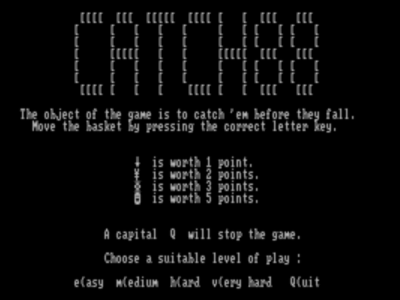 CATCH88
The object of the game is to catch 'em before they fall.
Move the basket by pressing the correct letter key.
is worth 1 point.
is worth 2 points.
is worth 3 points.
is worth 5 points.
A capital Q will stop the game.
Choose a suitable level of play :
e(asy m(edium h(ard v(ery hard Q(uit